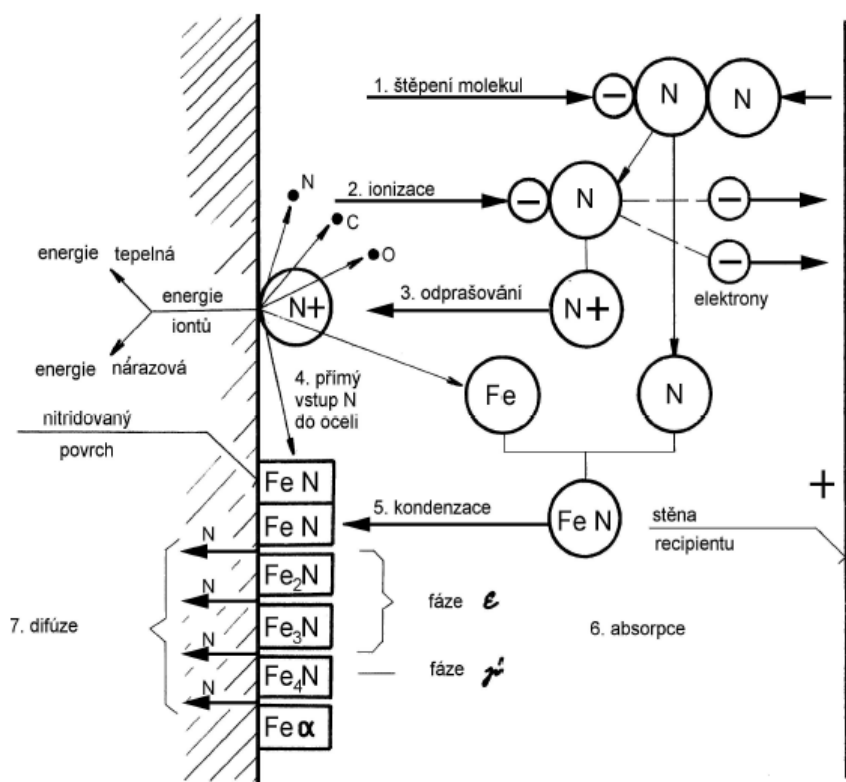 1. štěpení molekul
−
N
N
N
2. ionizace
−
N
−
C
O
energie tepelná
energie
iontů
N+
3. odprašování
N+
−
elektrony
energie nárazová
4. přímý
vstup N
do oceli
Fe
N
nitridovaný
povrch
Fe N
+
Fe N
5. kondenzace
Fe N
stěna
recipientu
N
Fe₂N
N
fáze ε
7. difúze
Fe₃N
6. absorpce
N
Fe₄N
fáze
N
Fe α